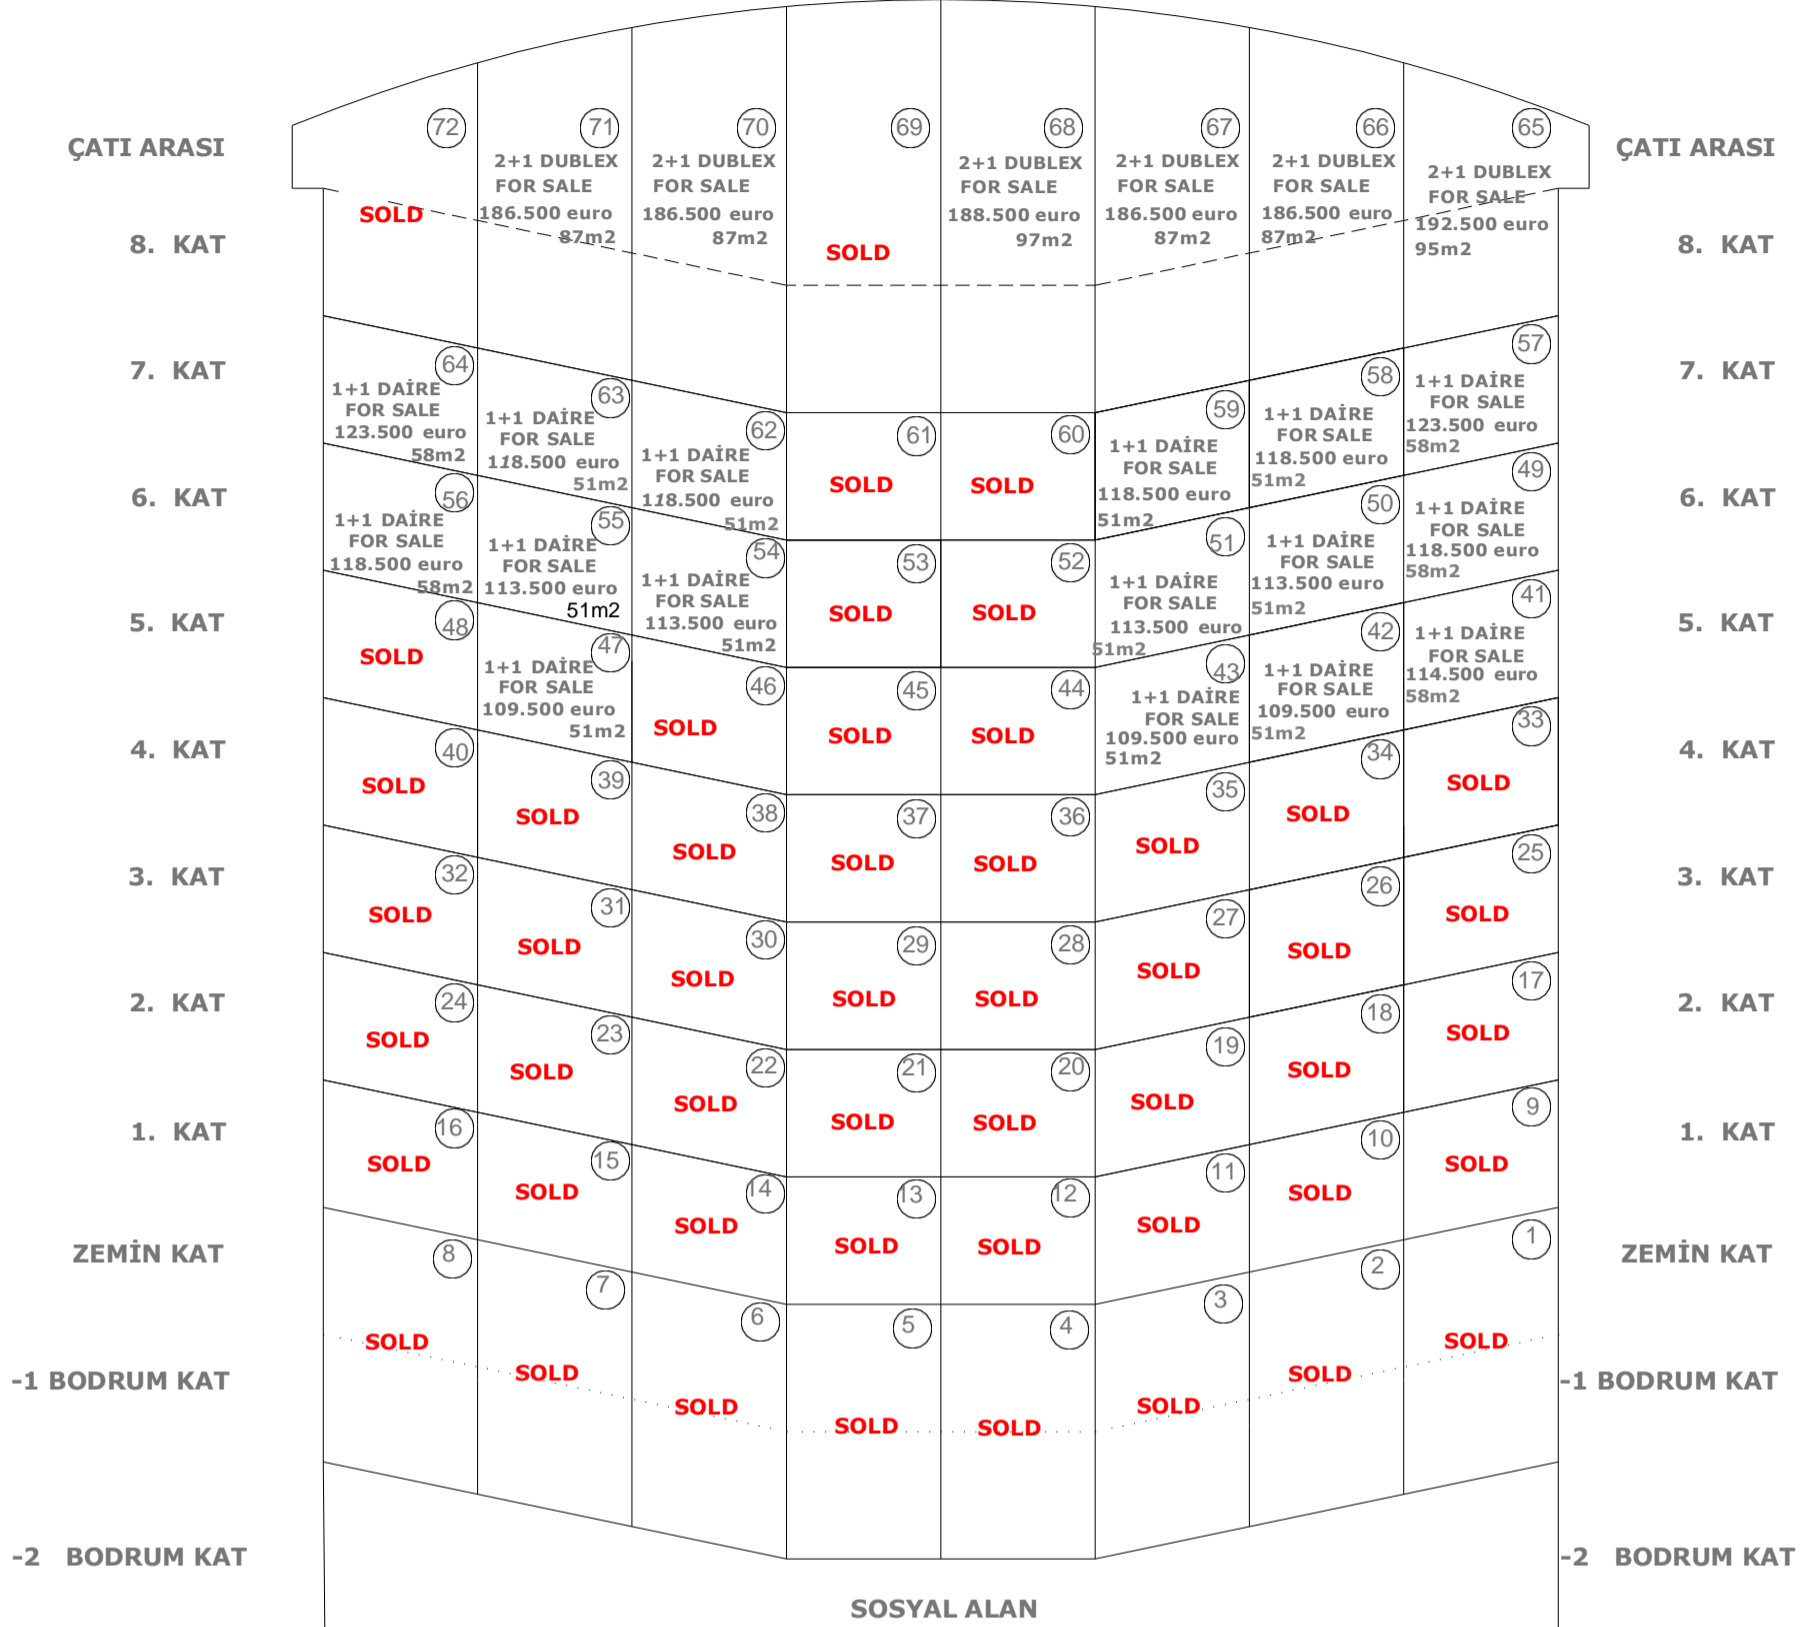 ÇATI ARASI
8. KAT
7. KAT
6. KAT
5. KAT
4. KAT
3. KAT
2. KAT
1. KAT
ZEMİN KAT
-1 BODRUM KAT
-2 BODRUM KAT
72
SOLD
71
2+1 DUBLEX
FOR SALE
186.500 euro
87m2
70
2+1 DUBLEX
FOR SALE
186.500 euro
87m2
69
SOLD
68
2+1 DUBLEX
FOR SALE
188.500 euro
97m2
67
2+1 DUBLEX
FOR SALE
186.500 euro
87m2
66
2+1 DUBLEX
FOR SALE
186.500 euro
87m2
65
2+1 DUBLEX
FOR SALE
192.500 euro
95m2
64
1+1 DAİRE
FOR SALE
123.500 euro
58m2
63
1+1 DAİRE
FOR SALE
118.500 euro
51m2
62
1+1 DAİRE
FOR SALE
118.500 euro
51m2
61
SOLD
60
SOLD
59
1+1 DAİRE
FOR SALE
118.500 euro
51m2
58
1+1 DAİRE
FOR SALE
118.500 euro
51m2
57
1+1 DAİRE
FOR SALE
123.500 euro
58m2
56
1+1 DAİRE
FOR SALE
118.500 euro
58m2
55
1+1 DAİRE
FOR SALE
113.500 euro
51m2
54
1+1 DAİRE
FOR SALE
113.500 euro
51m2
53
SOLD
52
SOLD
51
1+1 DAİRE
FOR SALE
113.500 euro
51m2
50
1+1 DAİRE
FOR SALE
113.500 euro
51m2
49
1+1 DAİRE
FOR SALE
118.500 euro
58m2
48
SOLD
47
1+1 DAİRE
FOR SALE
109.500 euro
51m2
46
SOLD
45
SOLD
44
SOLD
43
1+1 DAİRE
FOR SALE
109.500 euro
51m2
42
1+1 DAİRE
FOR SALE
109.500 euro
51m2
41
1+1 DAİRE
FOR SALE
114.500 euro
58m2
40
SOLD
39
SOLD
38
SOLD
37
SOLD
36
SOLD
35
SOLD
34
SOLD
33
SOLD
32
SOLD
31
SOLD
30
SOLD
29
SOLD
28
SOLD
27
SOLD
26
SOLD
25
SOLD
24
SOLD
23
SOLD
22
SOLD
21
SOLD
20
SOLD
19
SOLD
18
SOLD
17
SOLD
16
SOLD
15
SOLD
14
SOLD
13
SOLD
12
SOLD
11
SOLD
10
SOLD
9
SOLD
8
SOLD
7
SOLD
6
SOLD
5
SOLD
4
SOLD
3
SOLD
2
SOLD
1
SOLD
SOSYAL ALAN
ÇATI ARASI
8. KAT
7. KAT
6. KAT
5. KAT
4. KAT
3. KAT
2. KAT
1. KAT
ZEMİN KAT
-1 BODRUM KAT
-2 BODRUM KAT